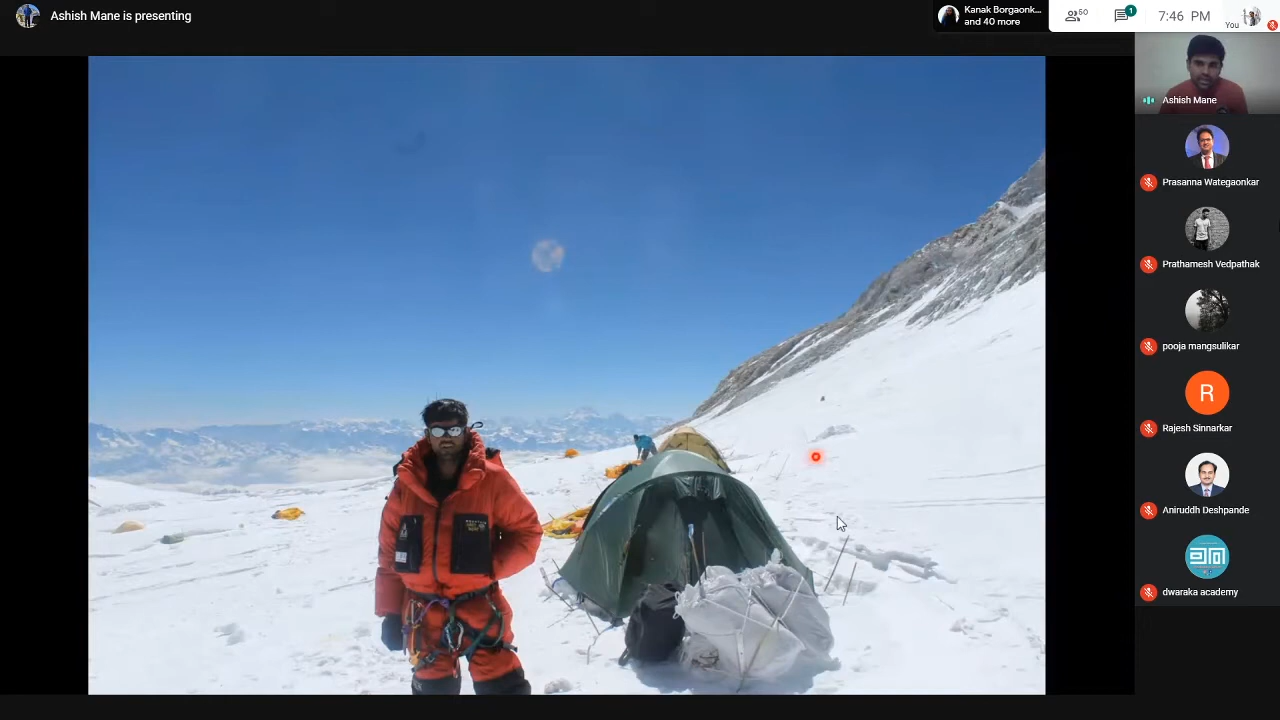 Ashish Mane is presenting
Kanak Borgaonk...
and 40 more
50
1
7:46 PM
You
Ashish Mane
Prasanna Wategaonkar
Prathamesh Vedpathak
pooja mangsulikar
R
Rajesh Sinnarkar
Aniruddh Deshpande
dwaraka academy